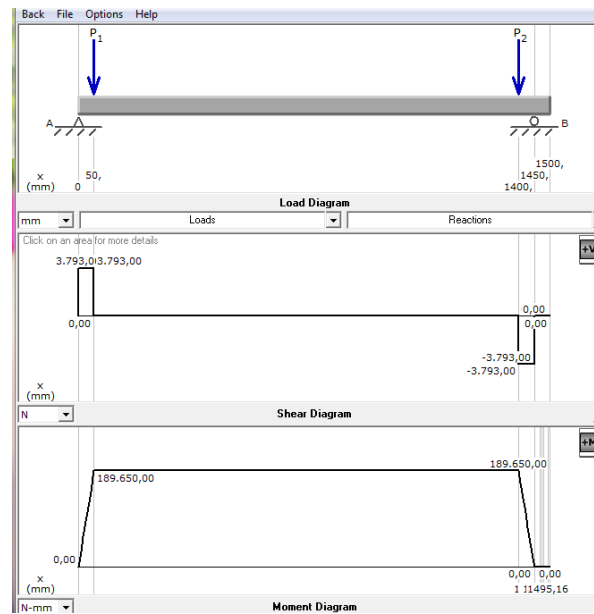 Back File Options Help
P1 P2
A B
x
(mm) 0 50, 1400, 1450, 1500,
Load Diagram
mm Loads Reactions
Click on an area for more details
+V
3.793,0 3.793,00
0,00 0,00
0,00
-3.793,00
-3.793,00
x
(mm)
N Shear Diagram
+M
189.650,00 189.650,00
0,00 0,00 0,00
x
(mm) 1 11495,16
N-mm Moment Diagram